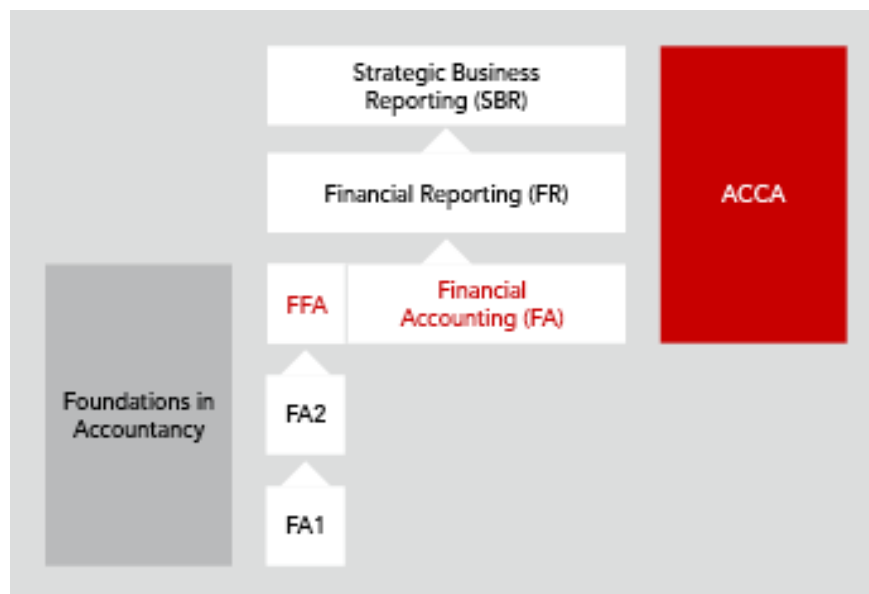 Strategic Business
Reporting (SBR)
Financial Reporting (FR)
ACCA
FFA
Financial
Accounting (FA)
Foundations in
Accountancy
FA2
FA1